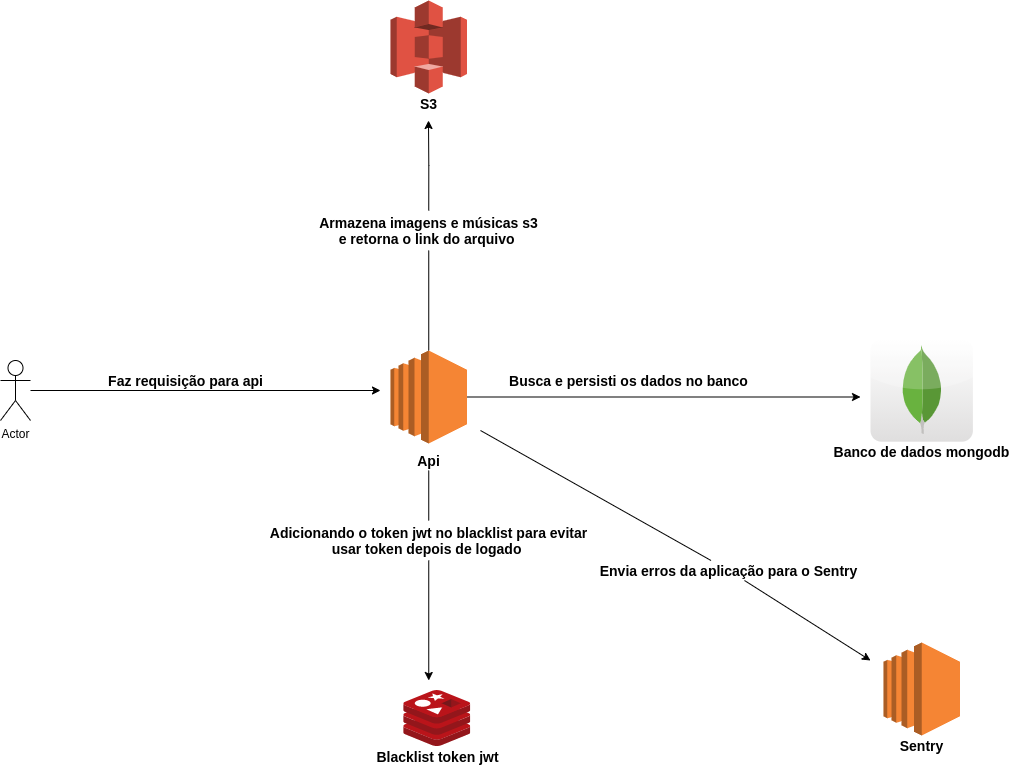 S3
Armazena imagens e músicas s3
e retorna o link do arquivo
Faz requisição para api
Busca e persisti os dados no banco
Actor
Banco de dados mongodb
Api
Adicionando o token jwt no blacklist para evitar
usar token depois de logado
Envia erros da aplicação para o Sentry
Sentry
Blacklist token jwt